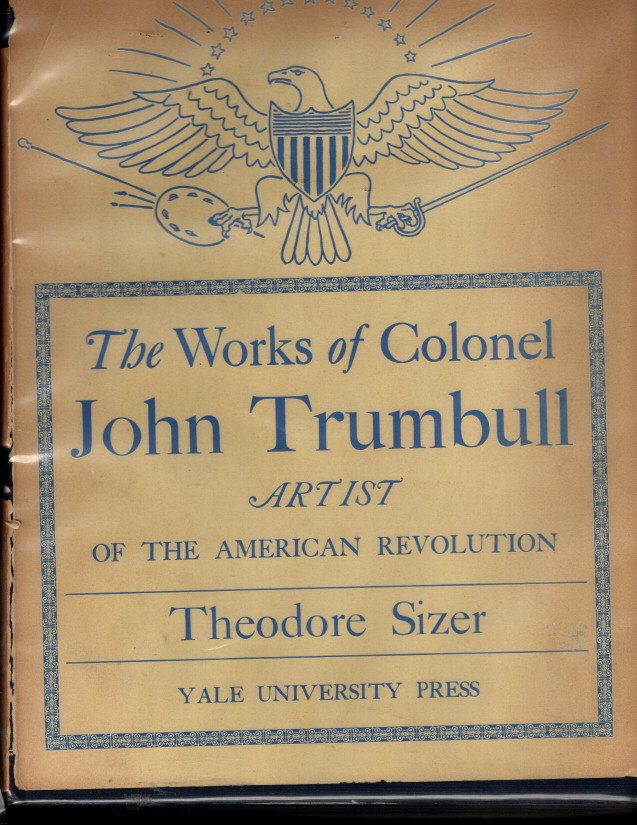 The Works of Colonel
John Trumbull
ARTIST
OF THE AMERICAN REVOLUTION
Theodore Sizer
YALE UNIVERSITY PRESS